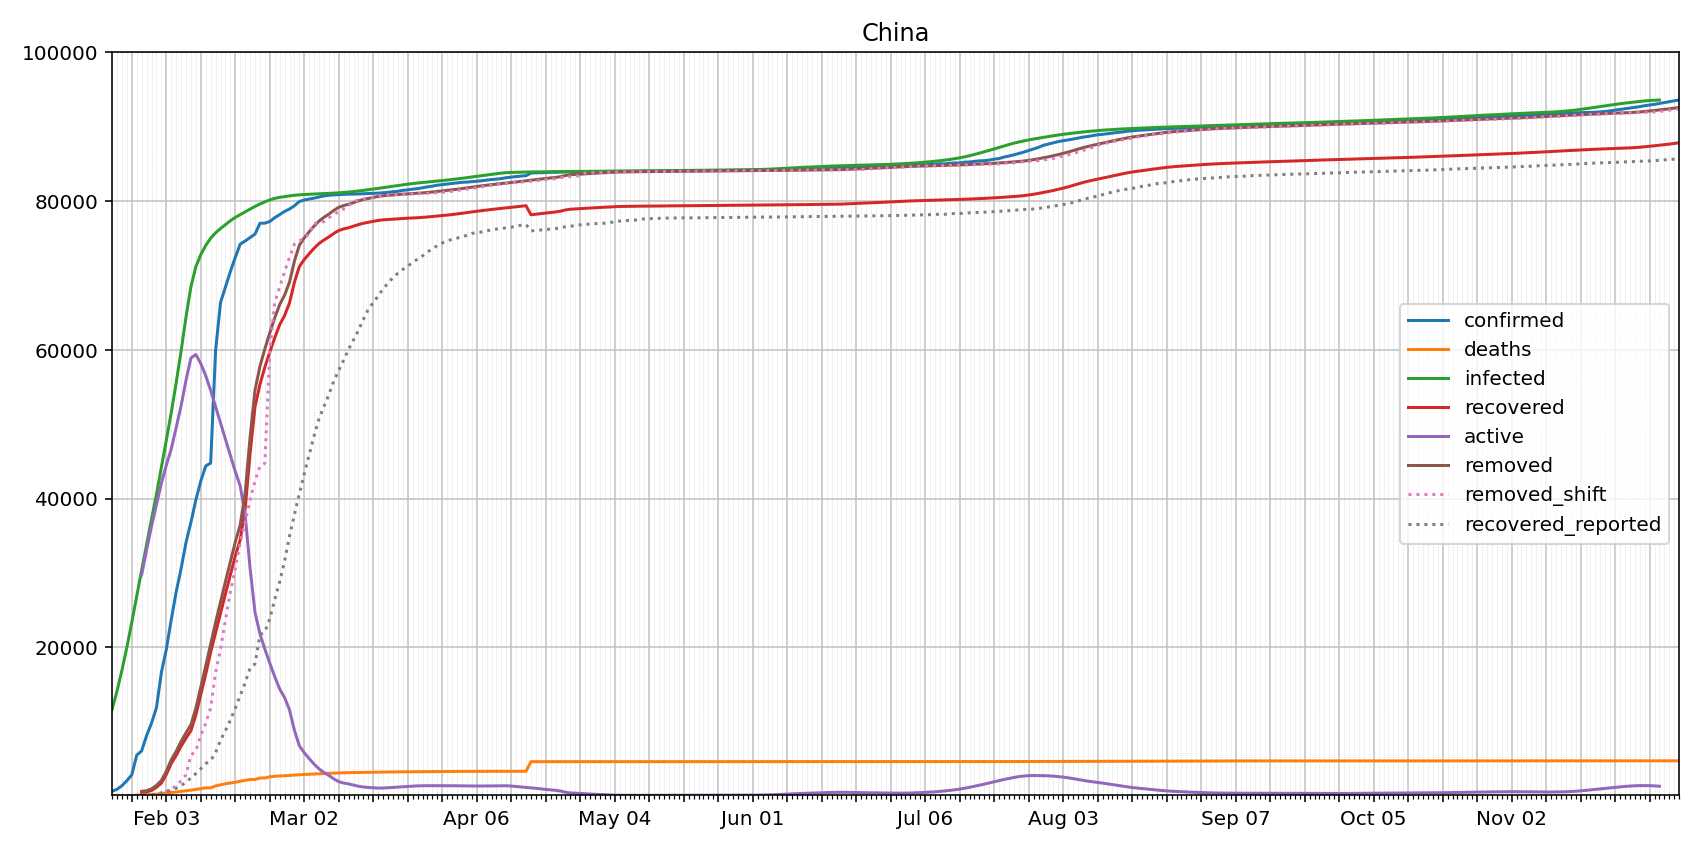 China
100000
80000
60000
40000
20000
confirmed
deaths
infected
recovered
active
removed
removed_shift
recovered_reported
Feb 03 Mar 02 Apr 06 May 04 Jun 01 Jul 06 Aug 03 Sep 07 Oct 05 Nov 02